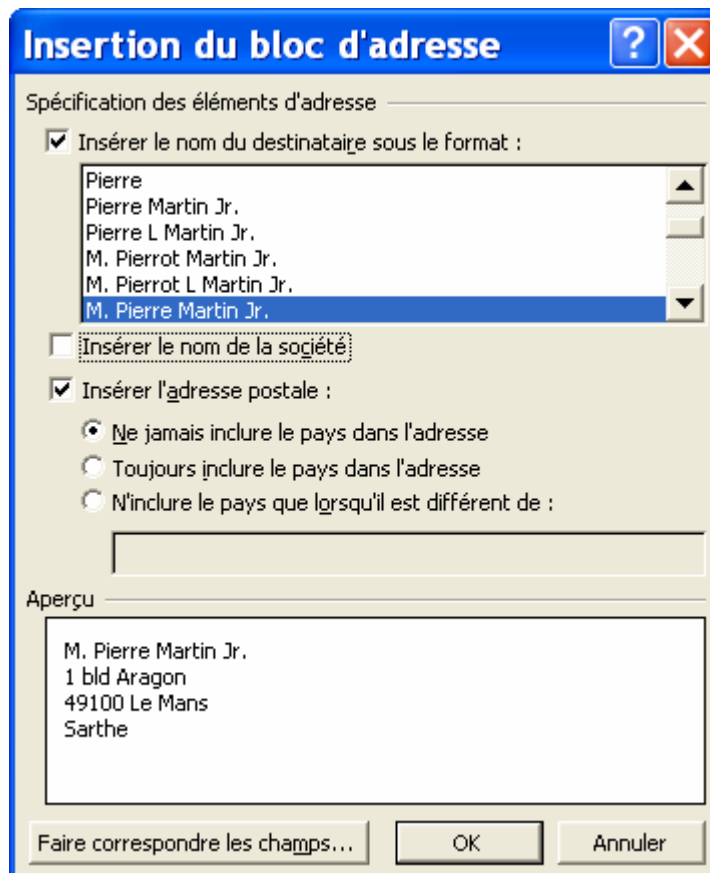 Insertion du bloc d'adresse
Spécification des éléments d'adresse
Insérer le nom du destinataire sous le format :
Pierre
Pierre Martin Jr.
Pierre L Martin Jr.
M. Pierrot Martin Jr.
M. Pierrot L Martin Jr.
M. Pierre Martin Jr.
Insérer le nom de la société
Insérer l'adresse postale :
Ne jamais inclure le pays dans l'adresse
Toujours inclure le pays dans l'adresse
N'inclure le pays que lorsqu'il est différent de :
Aperçu
M. Pierre Martin Jr.
1 bld Aragon
49100 Le Mans
Sarthe
Faire correspondre les champs... OK Annuler